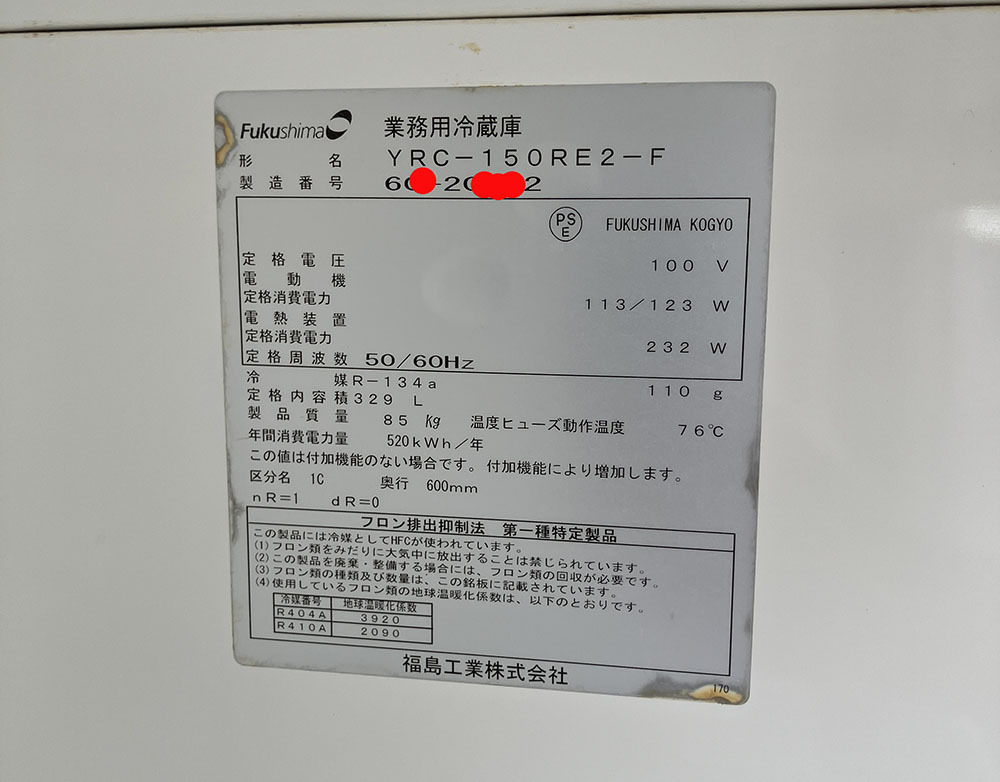 Fukushima 業務用冷蔵庫
形名 YRC-150RE2-F
製造番号 6 -2 2
PSE FUKUSHIMA KOGYO
定格電圧 100 V
電動機
定格消費電力 113/123 W
電熱装置
定格消費電力 232 W
定格周波数 50/60Hz
冷媒 R-134a 110 g
定格内容積 329 L
製品質量 85 kg 温度ヒューズ動作温度 76℃
年間消費電力量 520kWh/年
この値は付加機能のない場合です。付加機能により増加します。
区分名 1C 奥行 600mm
nR=1 dR=0
フロン排出抑制法 第一種特定製品
この製品には冷媒としてHFCが使われています。
(1)フロン類をみだりに大気中に放出することは禁じられています。
(2)この製品を廃棄・整備する場合には、フロン類の回収が必要です。
(3)フロン類の種類及び数量は、この銘板に記載されています。
(4)使用しているフロン類の地球温暖化係数は、以下のとおりです。
冷媒番号 地球温暖化係数
R404A 3920
R410A 2090
福島工業株式会社
170